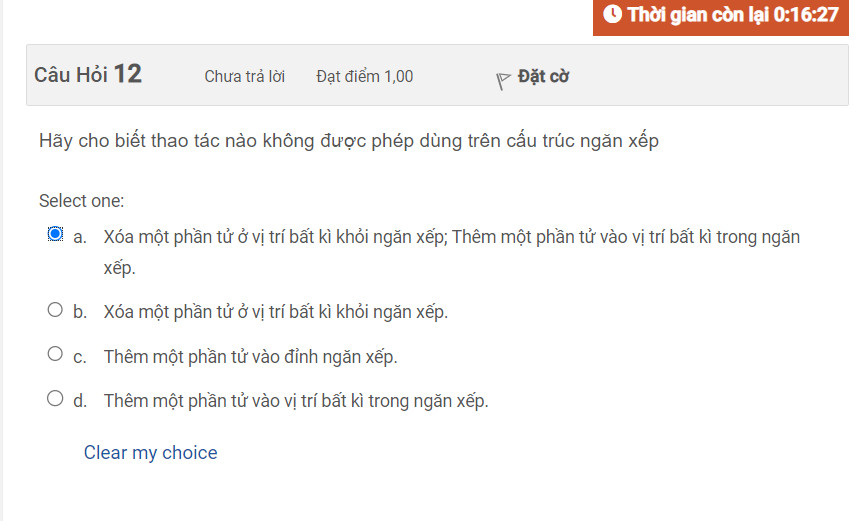 Thời gian còn lại 0:16:27
Câu Hỏi 12 Chưa trả lời Đạt điểm 1,00 Đặt cờ
Hãy cho biết thao tác nào không được phép dùng trên cấu trúc ngăn xếp
Select one:
a. Xóa một phần tử ở vị trí bất kì khỏi ngăn xếp; Thêm một phần tử vào vị trí bất kì trong ngăn
xếp.
b. Xóa một phần tử ở vị trí bất kì khỏi ngăn xếp.
c. Thêm một phần tử vào đỉnh ngăn xếp.
d. Thêm một phần tử vào vị trí bất kì trong ngăn xếp.
Clear my choice